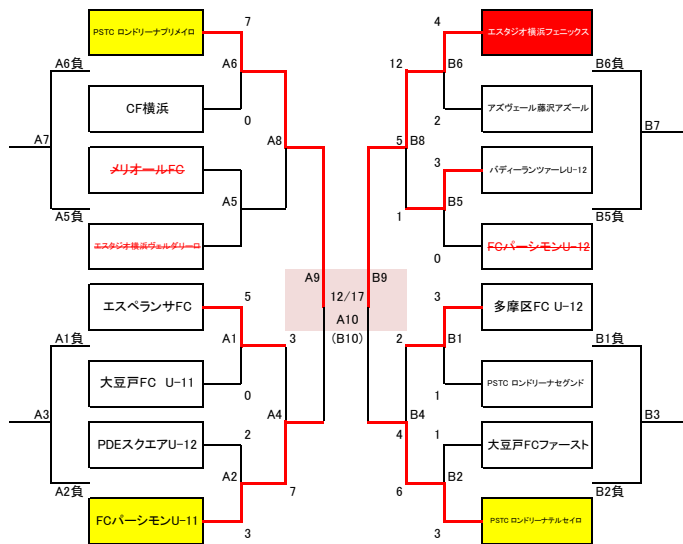 PSTC ロンドリーナプリメイロ
7
A6負
A6
CF横浜
0
A7
A8
メリオールFC
A5
A5負
エスタジオ横浜ヴェルダリーロ
エスペランサFC
5
A1負
A1
3
大豆戸FC U-11
0
A3
A4
PDEスクエアU-12
2
A2
A2負
7
FCパーシモンU-11
3
A9
12/17
B9
A10
(B10)
4
エスタジオ横浜フェニックス
12
B6
B6負
アズヴェール藤沢アズール
2
B7
5
B8
3
バディーランツァーレU-12
B5
1
B5負
FCパーシモンU-12
0
3
多摩区FC U-12
2
B1
B1負
PSTC ロンドリーナセグンド
1
B3
B4
4
1
大豆戸FCファースト
B2
6
B2負
PSTC ロンドリーナテルセイロ
3